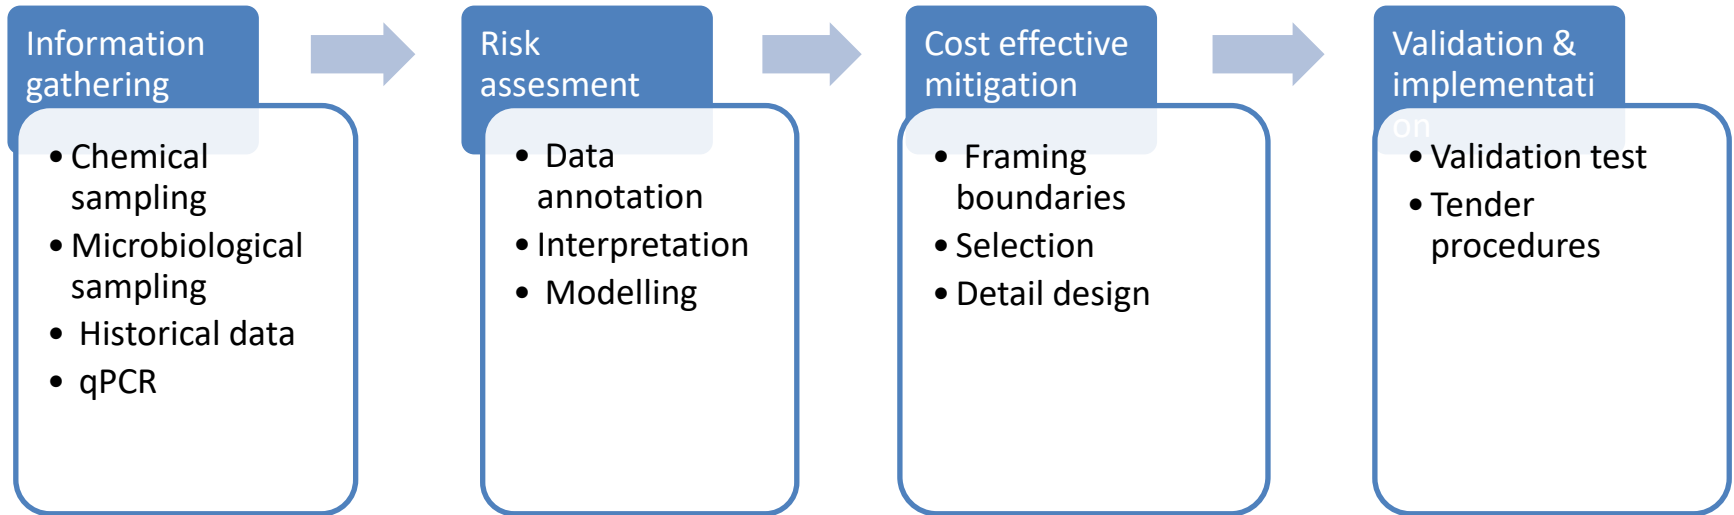 Information
gathering
• Chemical
sampling
• Microbiological
sampling
• Historical data
• qPCR
Risk
assesment
• Data
annotation
• Interpretation
• Modelling
Cost effective
mitigation
• Framing
boundaries
• Selection
• Detail design
Validation &
implementati
on
• Validation test
• Tender
procedures